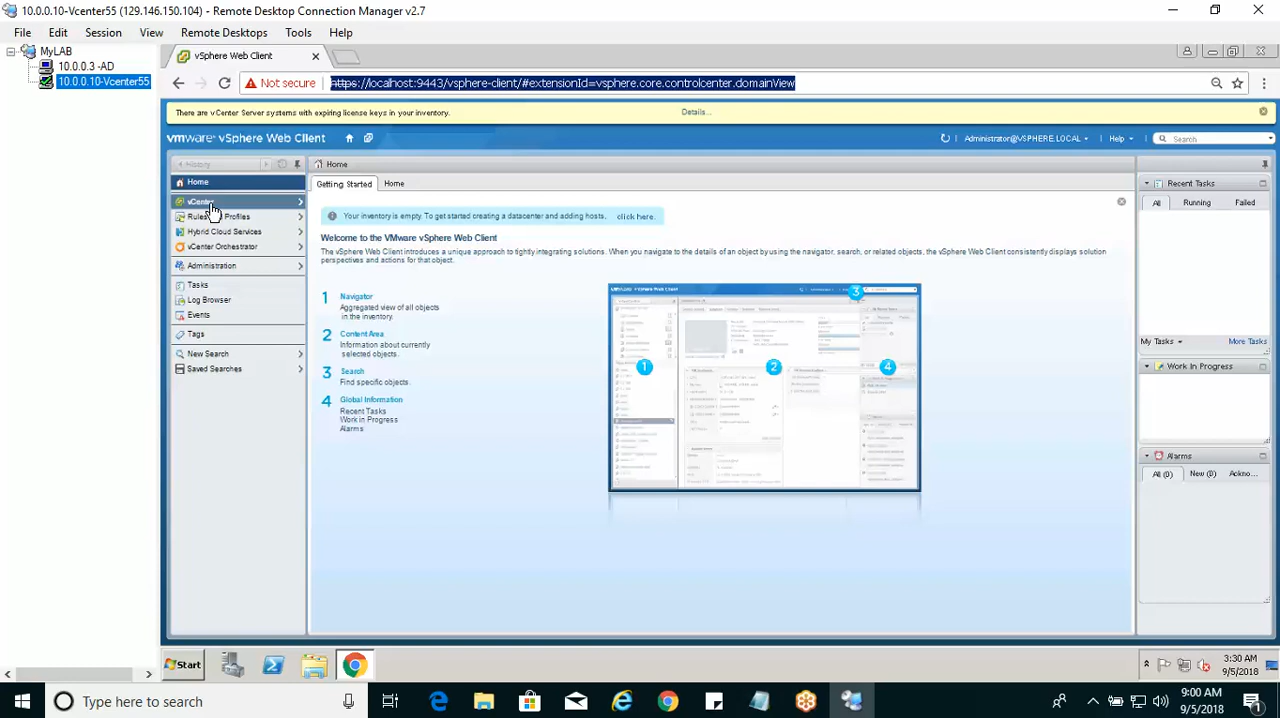 10.0.0.10-Vcenter55 (129.146.150.104) - Remote Desktop Connection Manager v2.7
File Edit Session View Remote Desktops Tools Help
MyLAB
10.0.0.3 -AD
10.0.0.10-Vcenter55
vSphere Web Client
Not secure https://localhost:9443/vsphere-client/#extensionId=vsphere.core.controlcenter.domainView
There are vCenter Server systems with expiring license keys in your inventory. Details...
vmware® vSphere Web Client Administrator@VSPHERE.LOCAL Help Search
History
Home
vCenter
Profiles
Hybrid Cloud Services
vCenter Orchestrator
Administration
Tasks
Log Browser
Events
Tags
New Search
Saved Searches
Home
Getting Started Home
Your inventory is empty. To get started creating a datacenter and adding hosts. click here.
Welcome to the VMware vSphere Web Client
The vSphere Web Client introduces a unique approach to tightly integrating solutions. When you navigate to the details of an object by using the navigator, search, or related objects, the vSphere Web Client consistently displays solution
perspectives and actions for that object.
1 Navigator
Aggregated view of all objects
in the inventory.
2 Content Area
Information about currently
selected objects.
3 Search
Find specific objects.
4 Global Information
Recent Tasks
Work in Progress
Alarms
3
1
2
4
Recent Tasks
All Running Failed
My Tasks More Tasks
Work In Progress
Alarms
All (0) New (0) Ackno...
Start
3:30 AM
9/5/2018
Type here to search
9:00 AM
9/5/2018
1